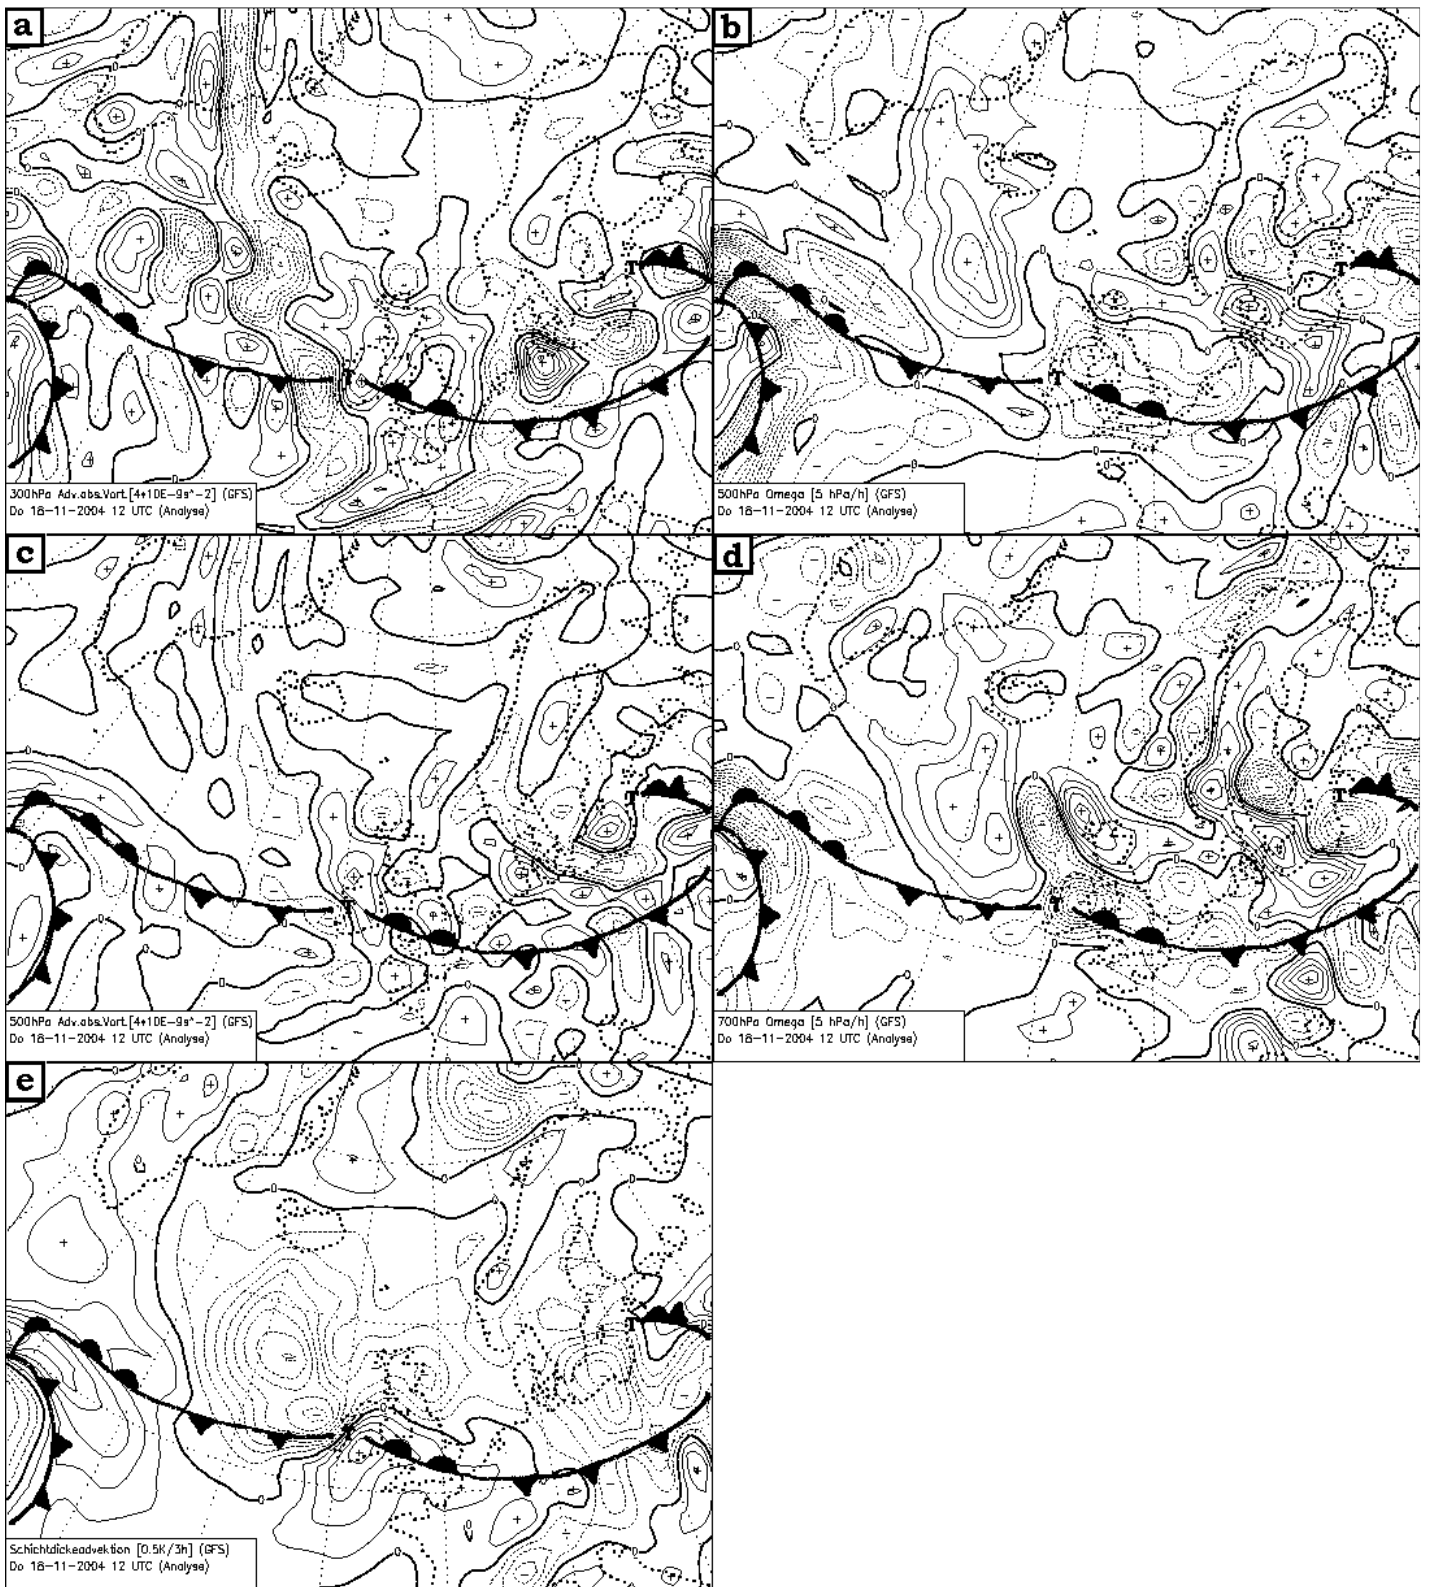 a
b
300hPa Adv.abs.Vort.[4*10E-9s^-2] (GFS)
Do 18-11-2004 12 UTC (Analyse)
500hPa Omega [5 hPa/h] (GFS)
Do 18-11-2004 12 UTC (Analyse)
T
T
T
T
c
d
500hPa Adv.abs.Vort.[4*10E-9s^-2] (GFS)
Do 18-11-2004 12 UTC (Analyse)
700hPa Omega [5 hPa/h] (GFS)
Do 18-11-2004 12 UTC (Analyse)
T
T
T
T
e
T
Schichtdickeadvektion [0.5K/3h] (GFS)
Do 18-11-2004 12 UTC (Analyse)